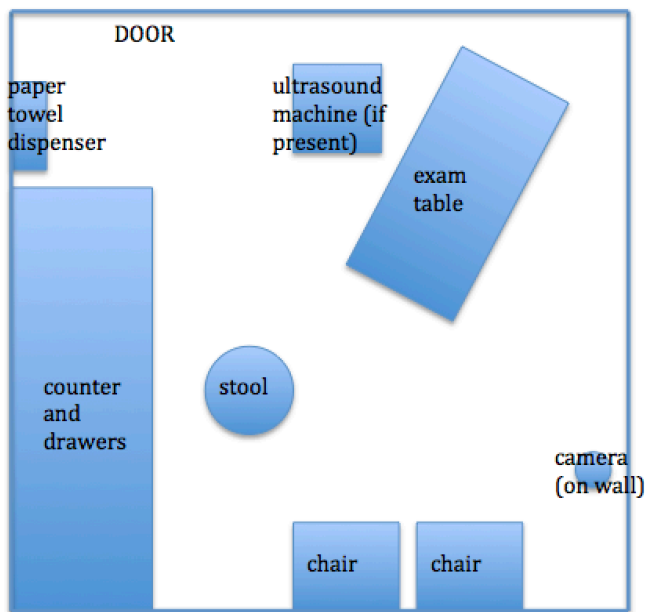 DOOR
paper
towel
dispenser
ultrasound
machine (if
present)
exam
table
counter
and
drawers
stool
camera
(on wall)
chair
chair